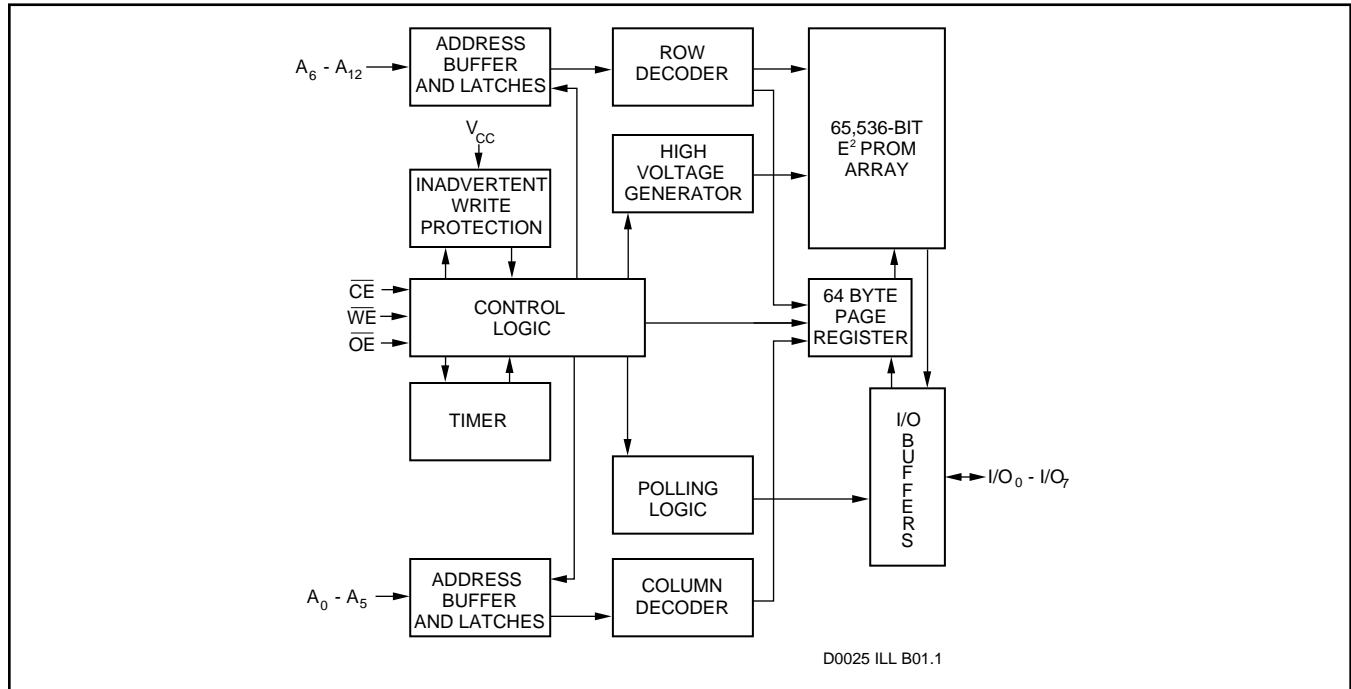 A6 - A12
ADDRESS
BUFFER
AND LATCHES
ROW
DECODER
65,536-BIT
E² PROM
ARRAY
VCC
INADVERTENT
WRITE
PROTECTION
HIGH
VOLTAGE
GENERATOR
CE
WE
OE
CONTROL
LOGIC
64 BYTE
PAGE
REGISTER
TIMER
POLLING
LOGIC
I/O
BUFFERS
I/O0 - I/O7
A0 - A5
ADDRESS
BUFFER
AND LATCHES
COLUMN
DECODER
D0025 ILL B01.1